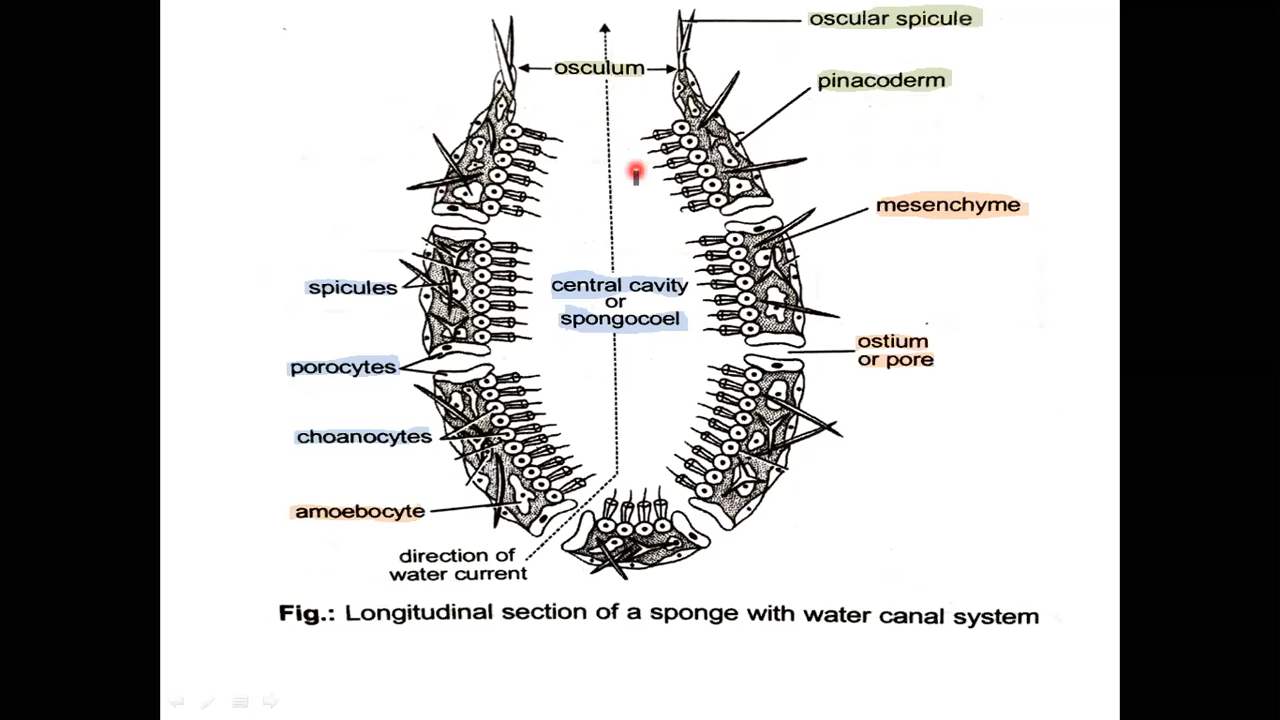 oscular spicule
osculum
pinacoderm
mesenchyme
spicules
central cavity
or
spongocoel
ostium
or pore
porocytes
choanocytes
amoebocyte
direction of
water current
Fig.: Longitudinal section of a sponge with water canal system